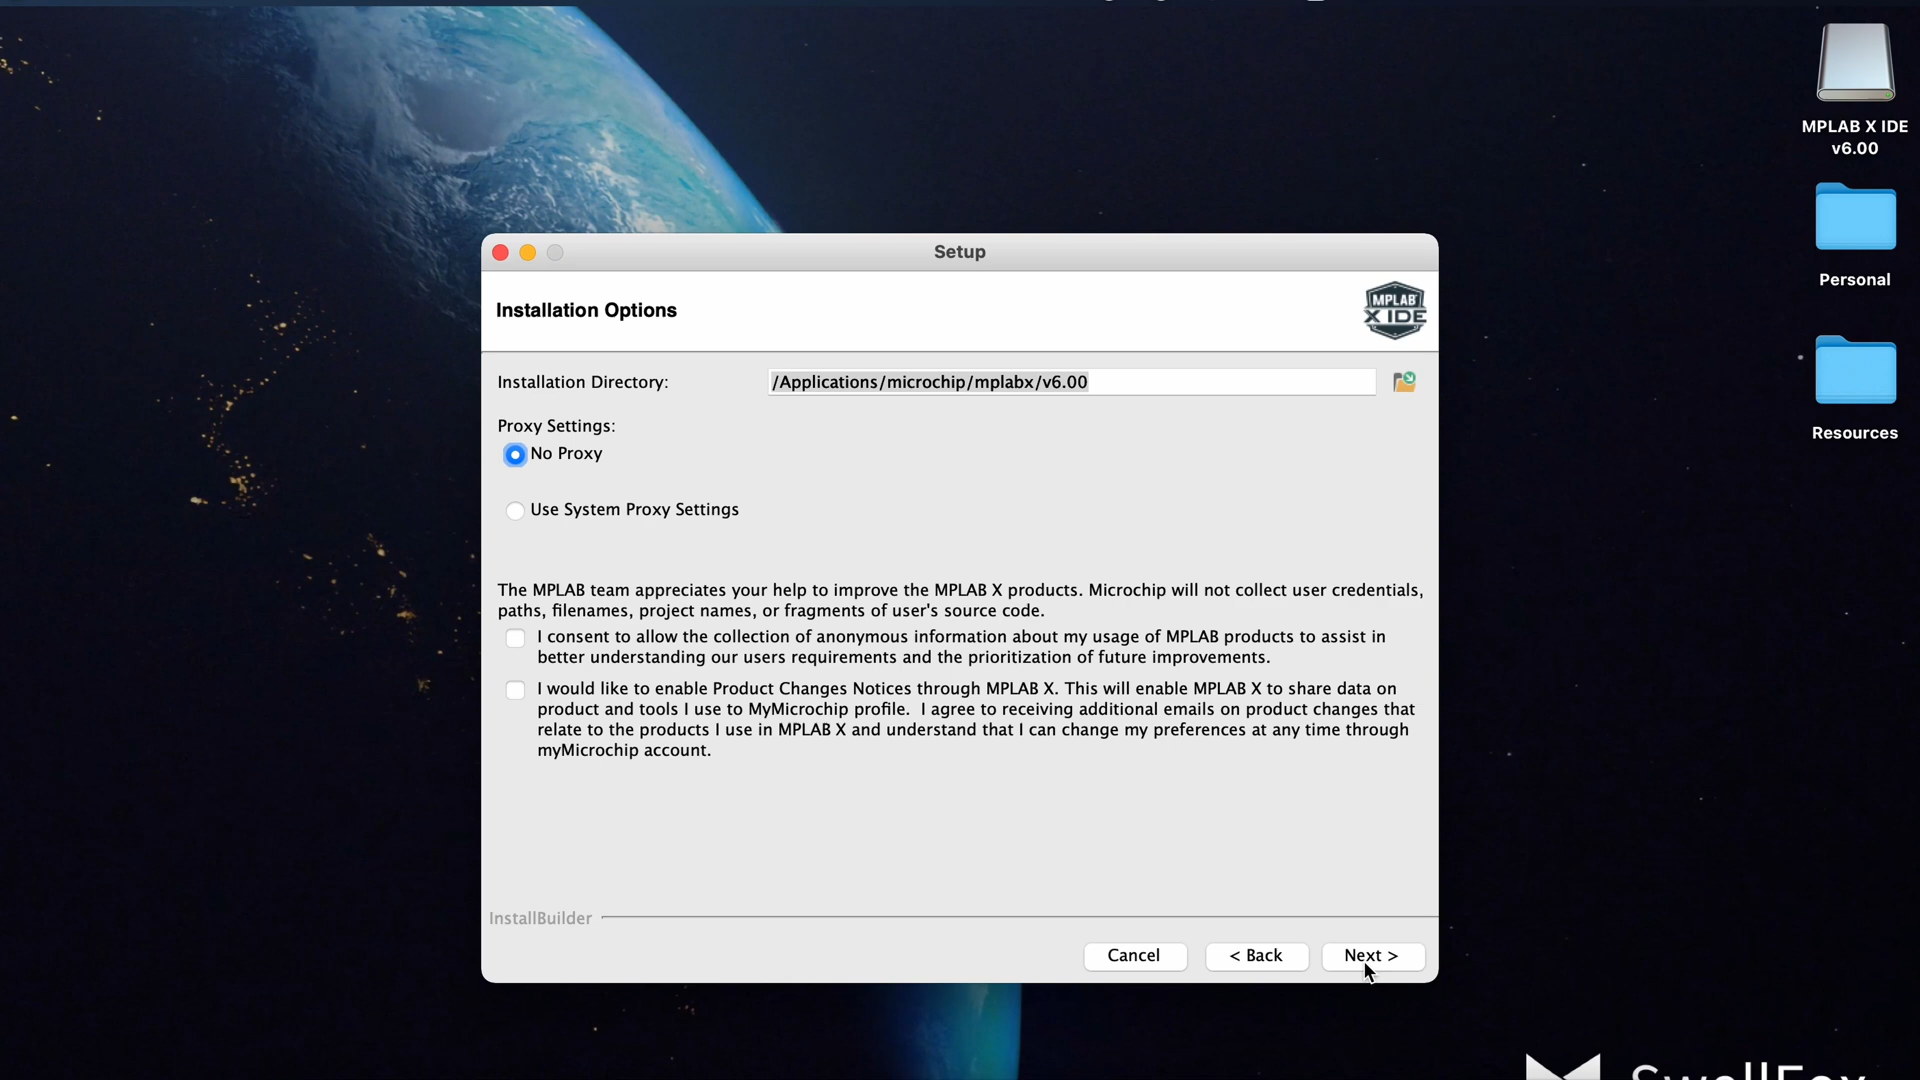 MPLAB X IDE
v6.00
Personal
Resources
Setup
Installation Options
MPLAB
X IDE
Installation Directory:
/Applications/microchip/mplabx/v6.00
Proxy Settings:
No Proxy
Use System Proxy Settings
The MPLAB team appreciates your help to improve the MPLAB X products. Microchip will not collect user credentials,
paths, filenames, project names, or fragments of user's source code.
I consent to allow the collection of anonymous information about my usage of MPLAB products to assist in
better understanding our users requirements and the prioritization of future improvements.
I would like to enable Product Changes Notices through MPLAB X. This will enable MPLAB X to share data on
product and tools I use to MyMicrochip profile.  I agree to receiving additional emails on product changes that
relate to the products I use in MPLAB X and understand that I can change my preferences at any time through
myMicrochip account.
InstallBuilder
Cancel
< Back
Next >